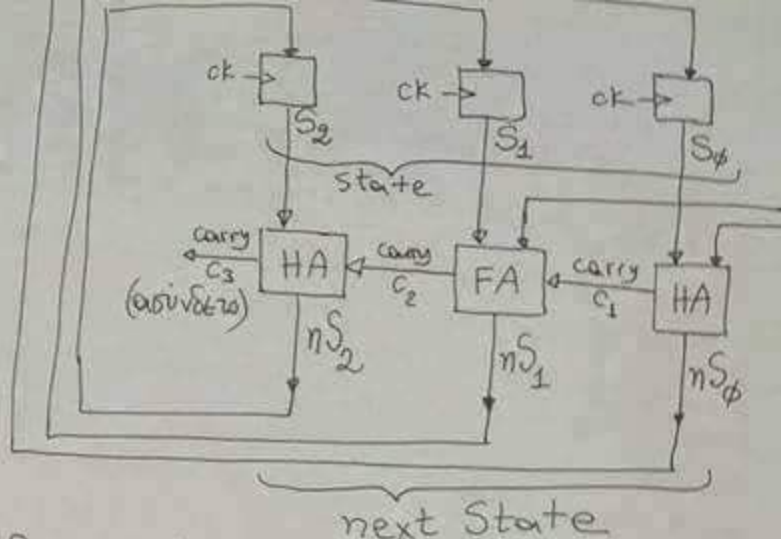 ck
S2
ck
S1
ck
Sϕ
state
carry
C3
(ασύνδετο)
HA
carry
C2
FA
carry
C1
HA
nS2
nS1
nSϕ
next State